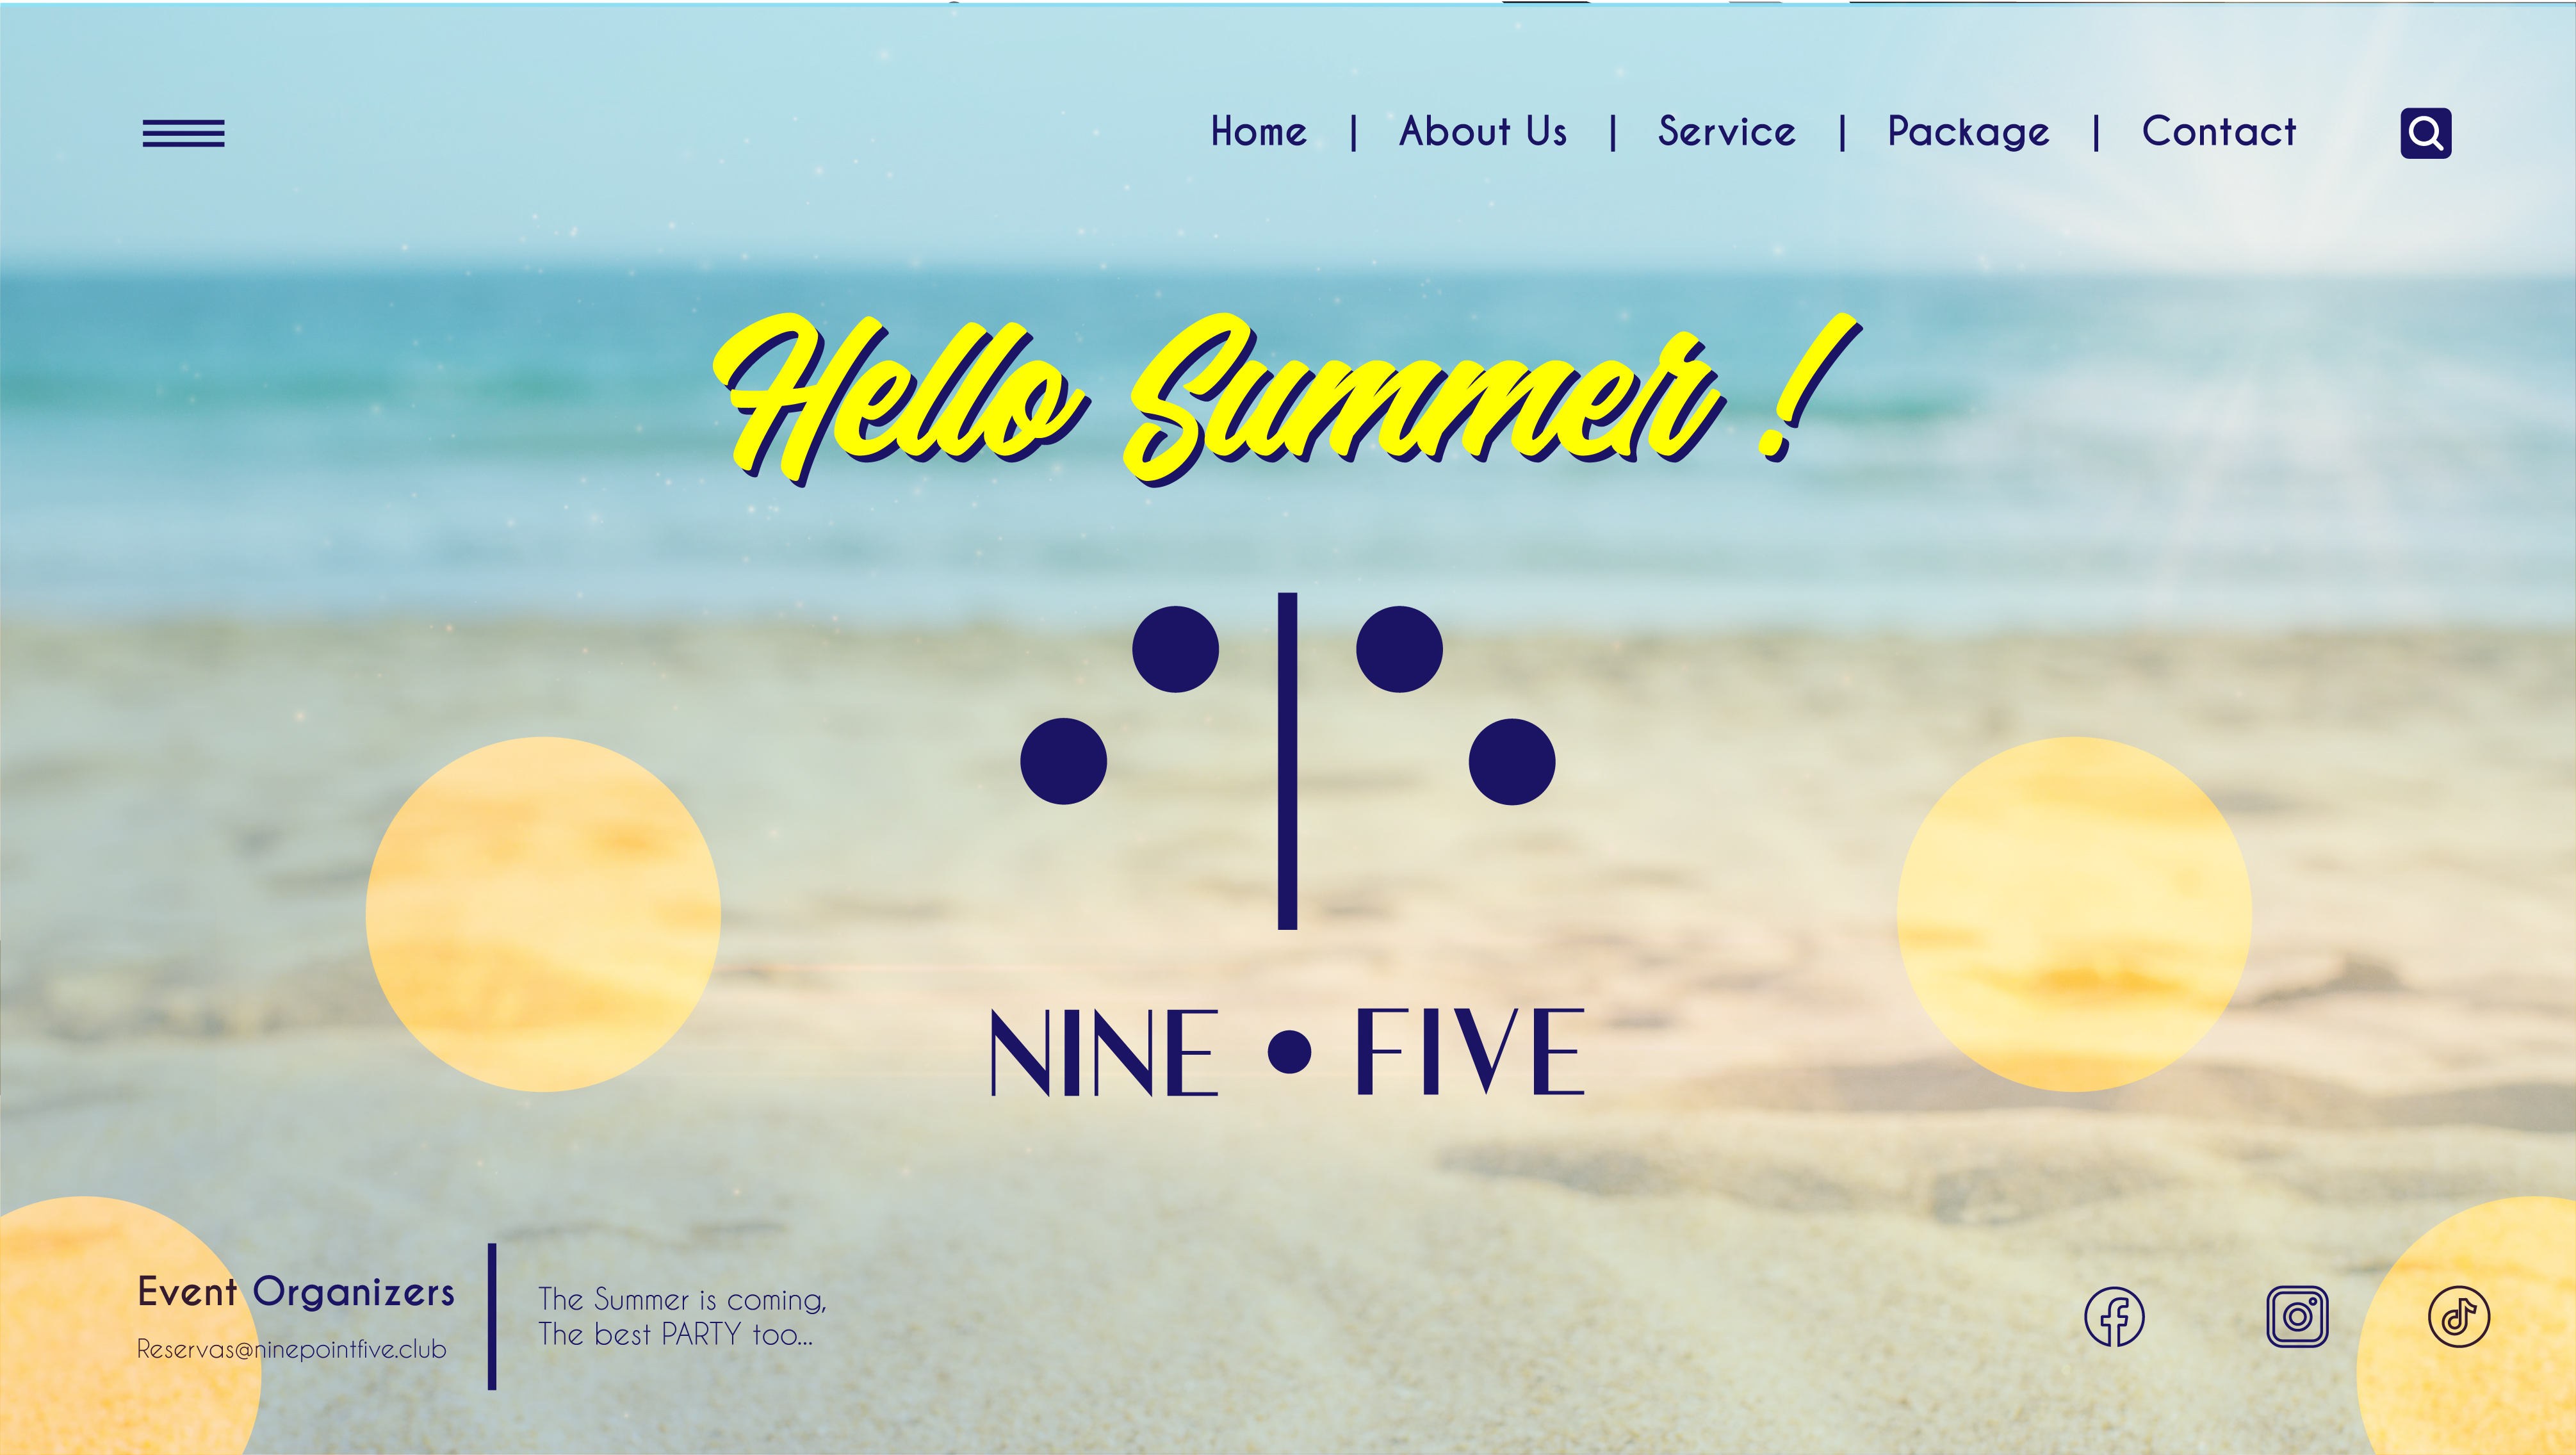 Home | About Us | Service | Package | Contact
Hello Summer !
NINE • FIVE
Event Organizers
Reservas@ninepointfive.club
The Summer is coming,
The best PARTY too...